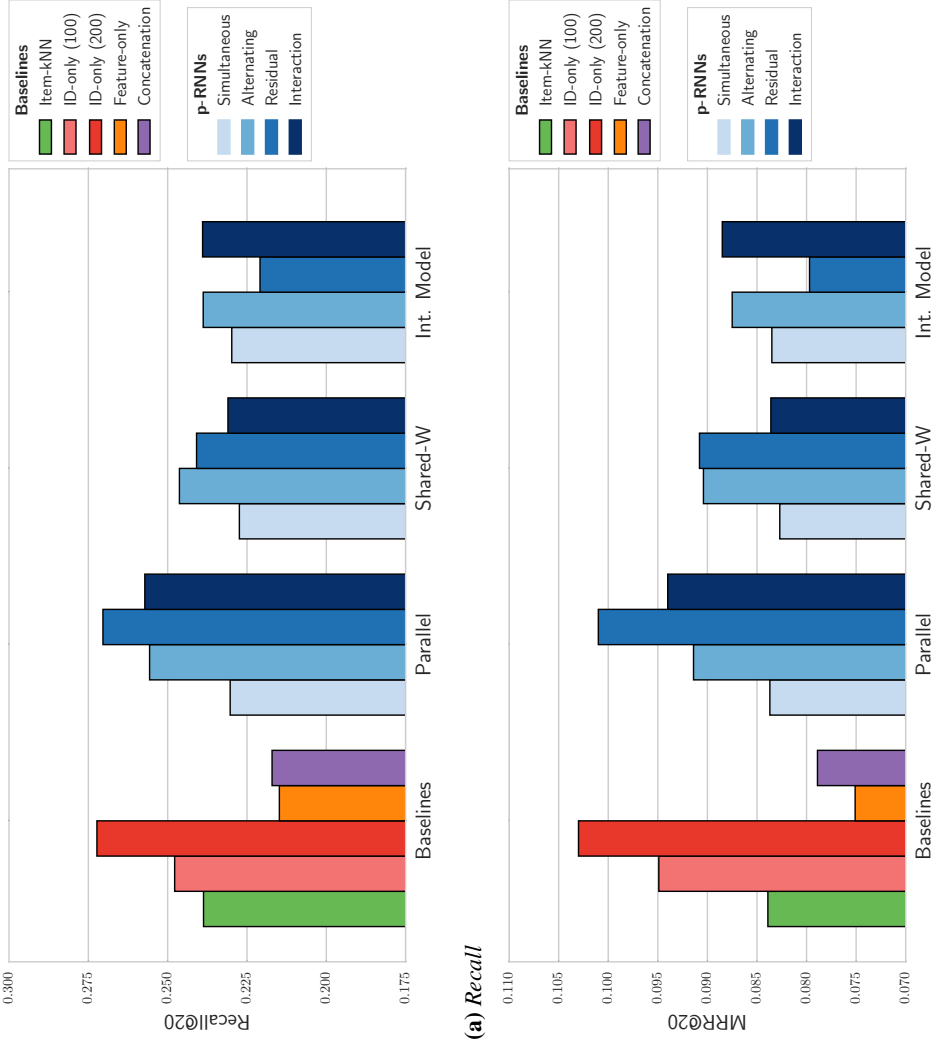 0.300
0.275
0.250
0.225
0.200
0.175
Recall@20
Baselines
Parallel
Shared-W
Int. Model
Baselines
Item-kNN
ID-only (100)
ID-only (200)
Feature-only
Concatenation
p-RNNs
Simultaneous
Alternating
Residual
Interaction
(a) Recall
0.110
0.105
0.100
0.095
0.090
0.085
0.080
0.075
0.070
MRR@20
Baselines
Parallel
Shared-W
Int. Model
Baselines
Item-kNN
ID-only (100)
ID-only (200)
Feature-only
Concatenation
p-RNNs
Simultaneous
Alternating
Residual
Interaction